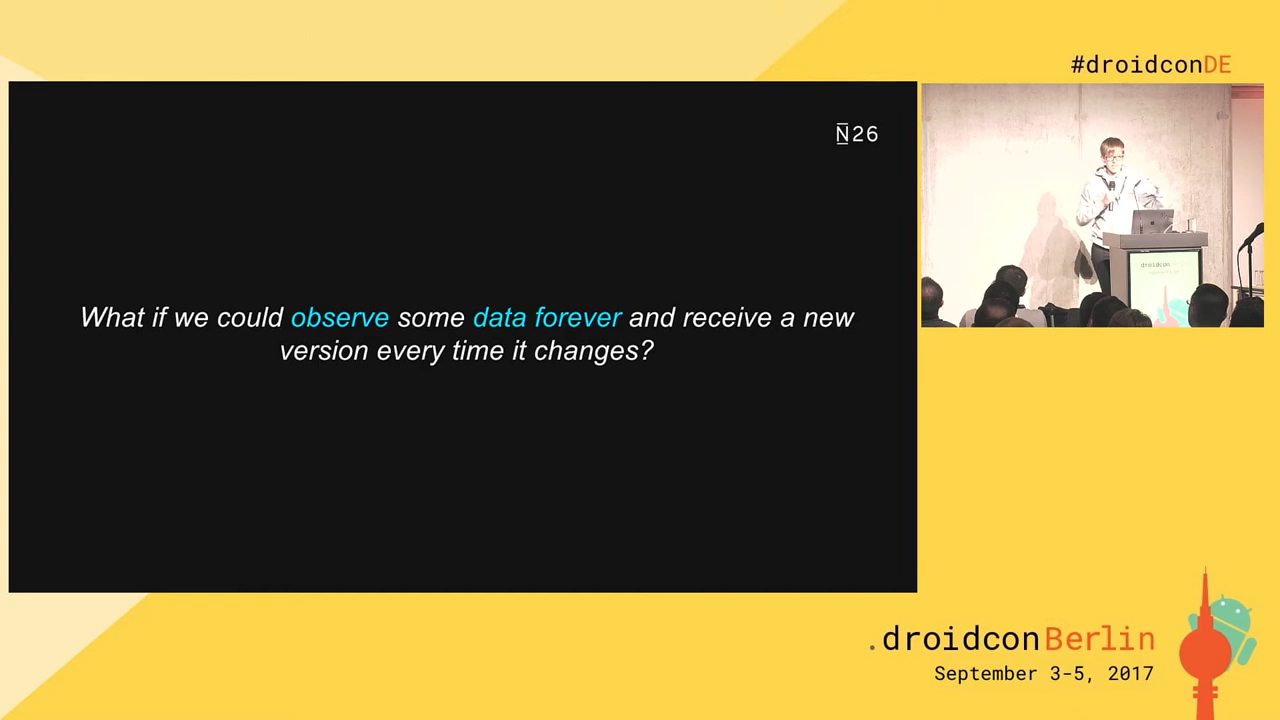 #droidconDE
N26
What if we could observe some data forever and receive a new
version every time it changes?
droidcon
.droidconBerlin
September 3-5, 2017